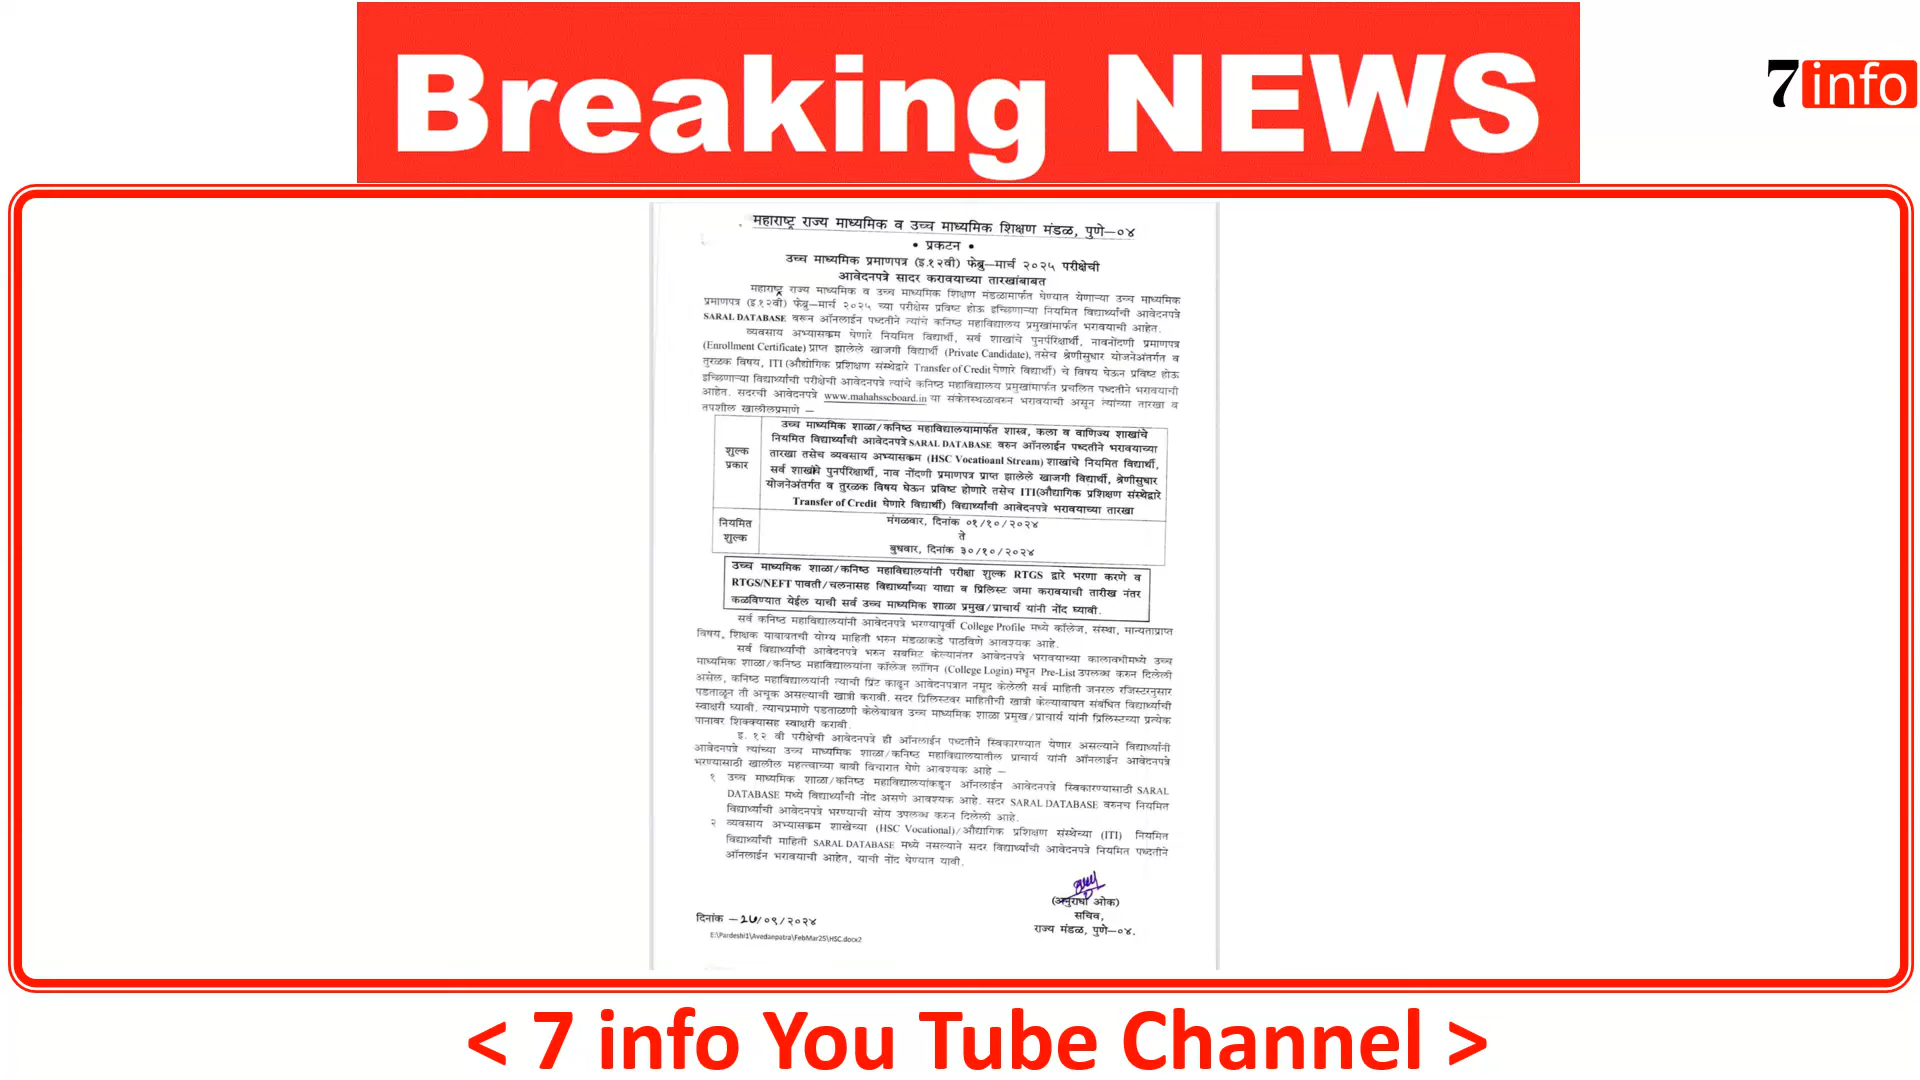 Breaking NEWS
7 info
महाराष्ट्र राज्य माध्यमिक व उच्च माध्यमिक शिक्षण मंडळ, पुणे—०४
• प्रकटन •
उच्च माध्यमिक प्रमाणपत्र (इ.१२वी) फेब्रु—मार्च २०२५ परीक्षेची
आवेदनपत्रे सादर करावयाच्या तारखांबाबत
महाराष्ट्र राज्य माध्यमिक व उच्च माध्यमिक शिक्षण मंडळामार्फत घेण्यात येणाऱ्या उच्च माध्यमिक
प्रमाणपत्र (इ.१२वी) फेब्रु—मार्च २०२५ च्या परीक्षेस प्रविष्ट होऊ इच्छिणाऱ्या नियमित विद्यार्थ्यांची आवेदनपत्रे
SARAL DATABASE वरून ऑनलाईन पध्दतीने त्यांचे कनिष्ठ महाविद्यालय प्रमुखांमार्फत भरावयाची आहेत.
व्यवसाय अभ्यासक्रम घेणारे नियमित विद्यार्थी, सर्व शाखांचे पुनर्परिक्षार्थी, नावनोंदणी प्रमाणपत्र
(Enrollment Certificate) प्राप्त झालेले खाजगी विद्यार्थी (Private Candidate), तसेच श्रेणीसुधार योजनेअंतर्गत व
तुरळक विषय, ITI (औद्योगिक प्रशिक्षण संस्थेद्वारे Transfer of Credit घेणारे विद्यार्थी) चे विषय घेऊन प्रविष्ट होऊ
इच्छिणाऱ्या विद्यार्थ्यांची परीक्षेची आवेदनपत्रे त्यांचे कनिष्ठ महाविद्यालय प्रमुखांमार्फत प्रचलित पध्दतीने भरावयाची
आहेत. सदरची आवेदनपत्रे www.mahahsscboard.in या संकेतस्थळावरुन भरावयाची असून त्यांच्या तारखा व
तपशील खालीलप्रमाणे —
शुल्क
प्रकार
उच्च माध्यमिक शाळा/कनिष्ठ महाविद्यालयामार्फत शास्त्र, कला व वाणिज्य शाखांचे
नियमित विद्यार्थ्यांची आवेदनपत्रे SARAL DATABASE वरुन ऑनलाईन पध्दतीने भरावयाच्या
तारखा तसेच व्यवसाय अभ्यासक्रम (HSC Vocatioanl Stream) शाखांचे नियमित विद्यार्थी,
सर्व शाखांचे पुनर्परिक्षार्थी, नाव नोंदणी प्रमाणपत्र प्राप्त झालेले खाजगी विद्यार्थी, श्रेणीसुधार
योजनेअंतर्गत व तुरळक विषय घेऊन प्रविष्ट होणारे तसेच ITI(औद्यागिक प्रशिक्षण संस्थेद्वारे
Transfer of Credit घेणारे विद्यार्थी) विद्यार्थ्यांची आवेदनपत्रे भरावयाच्या तारखा
नियमित
शुल्क
मंगळवार, दिनांक ०१/१०/२०२४
ते
बुधवार, दिनांक ३०/१०/२०२४
उच्च माध्यमिक शाळा/कनिष्ठ महाविद्यालयांनी परीक्षा शुल्क RTGS द्वारे भरणा करणे व
RTGS/NEFT पावती/चलनासह विद्यार्थ्यांच्या याद्या व प्रिलिस्ट जमा करावयाची तारीख नंतर
कळविण्यात येईल याची सर्व उच्च माध्यमिक शाळा प्रमुख/प्राचार्य यांनी नोंद घ्यावी.
सर्व कनिष्ठ महाविद्यालयांनी आवेदनपत्रे भरण्यापूर्वी College Profile मध्ये कॉलेज, संस्था, मान्यताप्राप्त
विषय, शिक्षक याबाबतची योग्य माहिती भरुन मंडळाकडे पाठविणे आवश्यक आहे.
सर्व विद्यार्थ्यांची आवेदनपत्रे भरुन सबमिट केल्यानंतर आवेदनपत्रे भरावयाच्या कालावधीमध्ये उच्च
माध्यमिक शाळा/कनिष्ठ महाविद्यालयांना कॉलेज लॉगिन (College Login) मधून Pre-List उपलब्ध करुन दिलेली
असेल, कनिष्ठ महाविद्यालयांनी त्याची प्रिंट काढून आवेदनपत्रात नमूद केलेली सर्व माहिती जनरल रजिस्टरनुसार
पडताळून ती अचूक असल्याची खात्री करावी. सदर प्रिलिस्टवर माहितीची खात्री केल्याबाबत संबंधित विद्यार्थ्याची
स्वाक्षरी घ्यावी. त्याचप्रमाणे पडताळणी केलेबाबत उच्च माध्यमिक शाळा प्रमुख/प्राचार्य यांनी प्रिलिस्टच्या प्रत्येक
पानावर शिक्क्यासह स्वाक्षरी करावी.
इ. १२ वी परीक्षेची आवेदनपत्रे ही ऑनलाईन पध्दतीने स्विकारण्यात येणार असल्याने विद्यार्थ्यांनी
आवेदनपत्रे त्यांच्या उच्च माध्यमिक शाळा/कनिष्ठ महाविद्यालयातील प्राचार्य यांनी ऑनलाईन आवेदनपत्रे
भरण्यासाठी खालील महत्वाच्या बाबी विचारात घेणे आवश्यक आहे —
१ उच्च माध्यमिक शाळा/कनिष्ठ महाविद्यालयांकडून ऑनलाईन आवेदनपत्रे स्विकारण्यासाठी SARAL
DATABASE मध्ये विद्यार्थ्यांची नोंद असणे आवश्यक आहे. सदर SARAL DATABASE वरुनच नियमित
विद्यार्थ्यांची आवेदनपत्रे भरण्याची सोय उपलब्ध करुन दिलेली आहे.
२ व्यवसाय अभ्यासक्रम शाखेच्या (HSC Vocational)/औद्यागिक प्रशिक्षण संस्थेच्या (ITI) नियमित
विद्यार्थ्यांची माहिती SARAL DATABASE मध्ये नसल्याने सदर विद्यार्थ्यांची आवेदनपत्रे नियमित पध्दतीने
ऑनलाईन भरावयाची आहेत, याची नोंद घेण्यात यावी.
(अनुराधा ओक)
सचिव,
राज्य मंडळ, पुणे—०४.
दिनांक —२७/०९/२०२४
E:\Pardeshi1\Avedanpatra\FebMar25\HSC.docx2
< 7 info You Tube Channel >